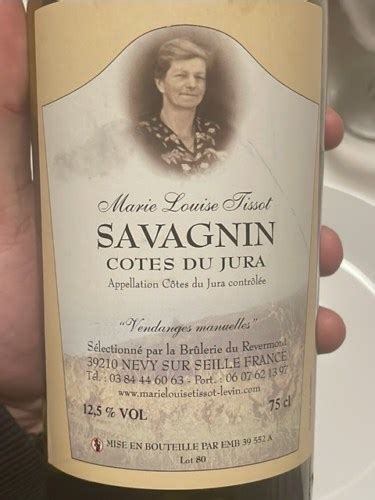 Marie Louise Tissot
SAVAGNIN
COTES DU JURA
Appellation Côtes du Jura contrôlée
"Vendanges manuelles"
Sélectionné par la Brûlerie du Revermont
39210 NEVY SUR SEILLE FRANCE
Tél. : 03 84 44 60 63 - Port. : 06 07 62 13 97
www.marielouisetissot-levin.com
12,5 % VOL 75 cl
MISE EN BOUTEILLE PAR EMB 39 552 A
Lot 80